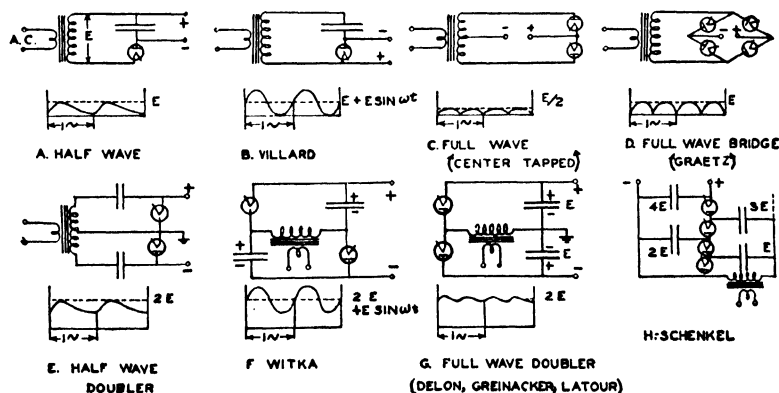 A.C.
E
+
-
-
+
-
+
-
+
E
1~
E + E SIN ωt
1~
E/2
1~
E
1~
A. HALF WAVE
B. VILLARD
C. FULL WAVE
(CENTER TAPPED)
D. FULL WAVE BRIDGE
(GRAETZ)
+
-
+
-
+
-
+
-
+
-
E
-
+
E
+
-
-
+
4E
3E
2E
E
2E
1~
2 E
+E SIN ωt
1~
2 E
1~
E. HALF WAVE
DOUBLER
F WITKA
G. FULL WAVE DOUBLER
(DELON, GREINACKER, LATOUR)
H:SCHENKEL